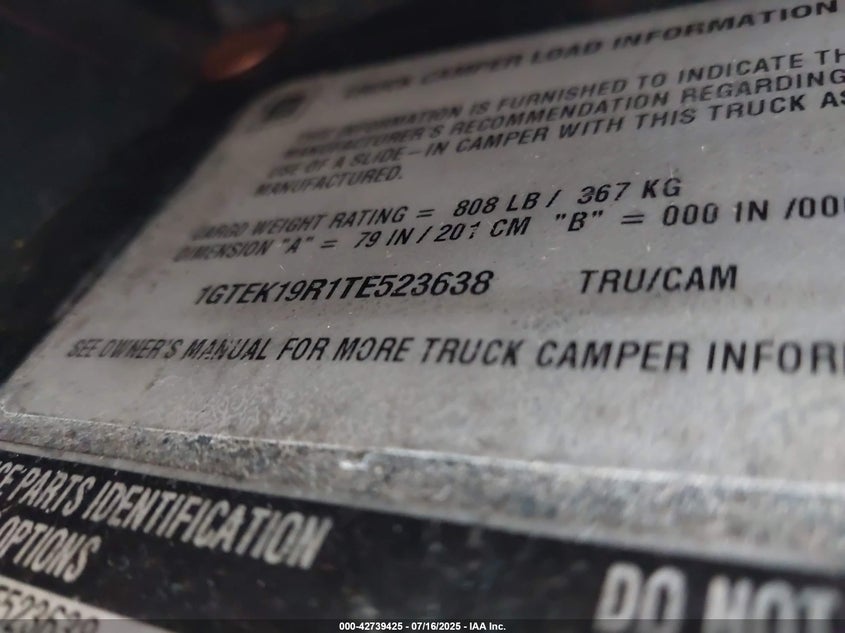 TRUCK CAMPER LOAD INFORMATION
THIS INFORMATION IS FURNISHED TO INDICATE TH
MANUFACTURER'S RECOMMENDATION REGARDING
USE OF A SLIDE-IN CAMPER WITH THIS TRUCK AS
MANUFACTURED.
CARGO WEIGHT RATING = 808 LB / 367 KG
DIMENSION "A" = 79 IN / 201 CM "B" = 000 IN /00
1GTEK19R1TE523638 TRU/CAM
SEE OWNER'S MANUAL FOR MORE TRUCK CAMPER INFOR
CE PARTS IDENTIFICATION
OPTIONS
DO NOT
E523638
000-42739425 - 07/16/2025 - IAA Inc.